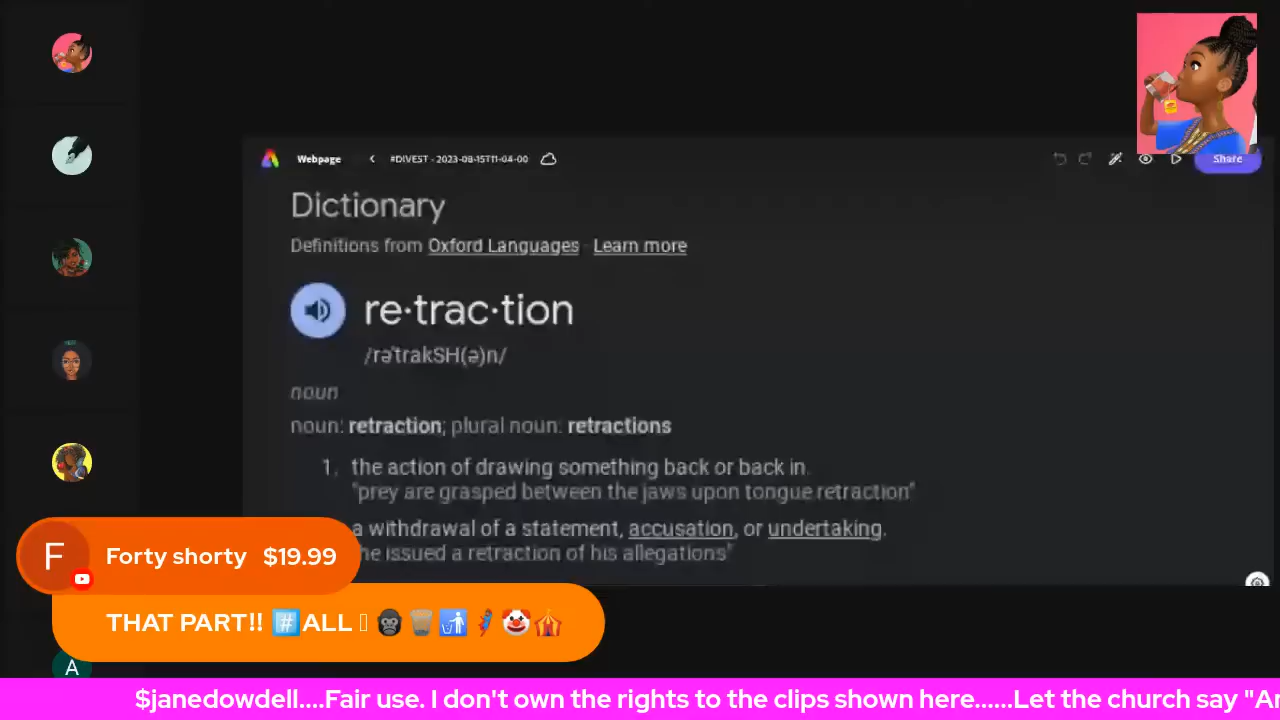 Webpage
#DIVEST - 2023-08-15T11-04-00
Share
Dictionary
Definitions from Oxford Languages · Learn more
re·trac·tion
/rəˈtrakSH(ə)n/
noun
noun: retraction; plural noun: retractions
1. the action of drawing something back or back in.
"prey are grasped between the jaws upon tongue retraction"
a withdrawal of a statement, accusation, or undertaking.
he issued a retraction of his allegations"
F
Forty shorty $19.99
THAT PART!! #️⃣ALL 🦍🗑️🚮🦸🤡🎪
A
$janedowdell....Fair use. I don't own the rights to the clips shown here......Let the church say "Ar